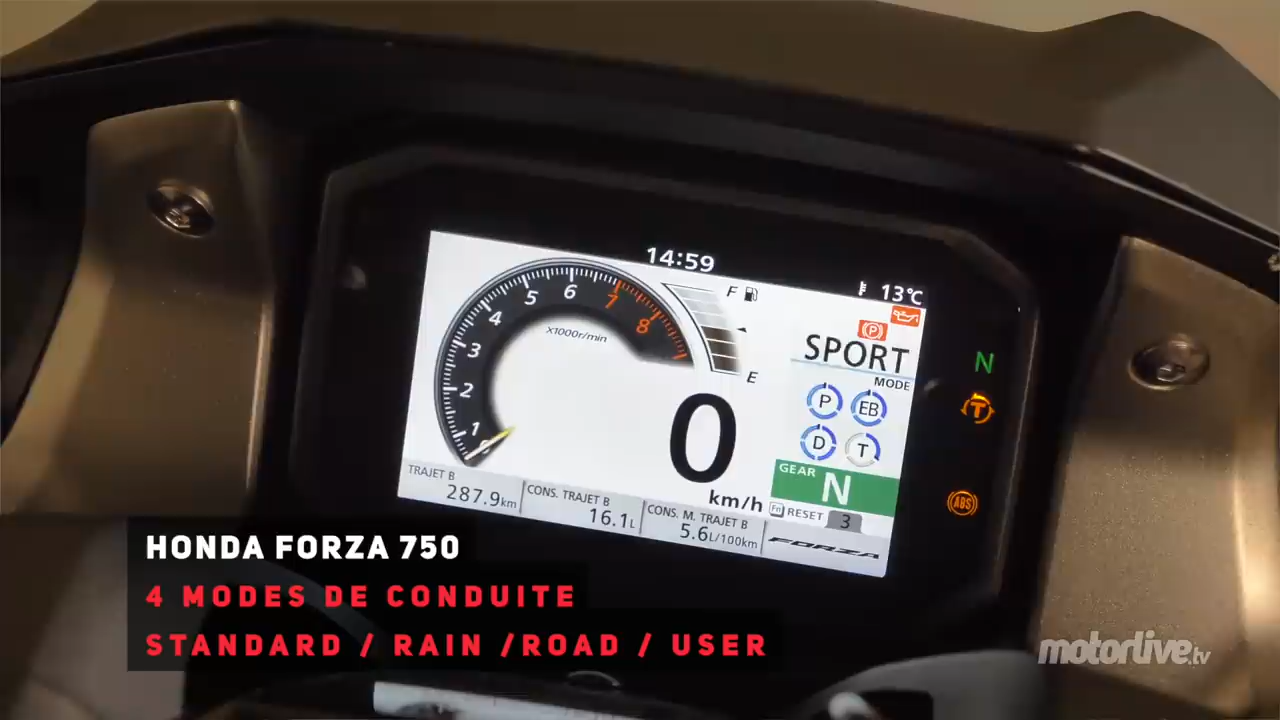 14:59
13°C
F
E
1 2 3 4 5 6 7 8
x1000r/min
SPORT
MODE
P EB
D T
N
T
ABS
0
km/h
GEAR
N
Fn RESET 3
TRAJET B
287.9km
CONS. TRAJET B
16.1L
CONS. M. TRAJET B
5.6L/100km
FORZA
HONDA FORZA 750
4 MODES DE CONDUITE
STANDARD / RAIN /ROAD / USER
motorlive.tv